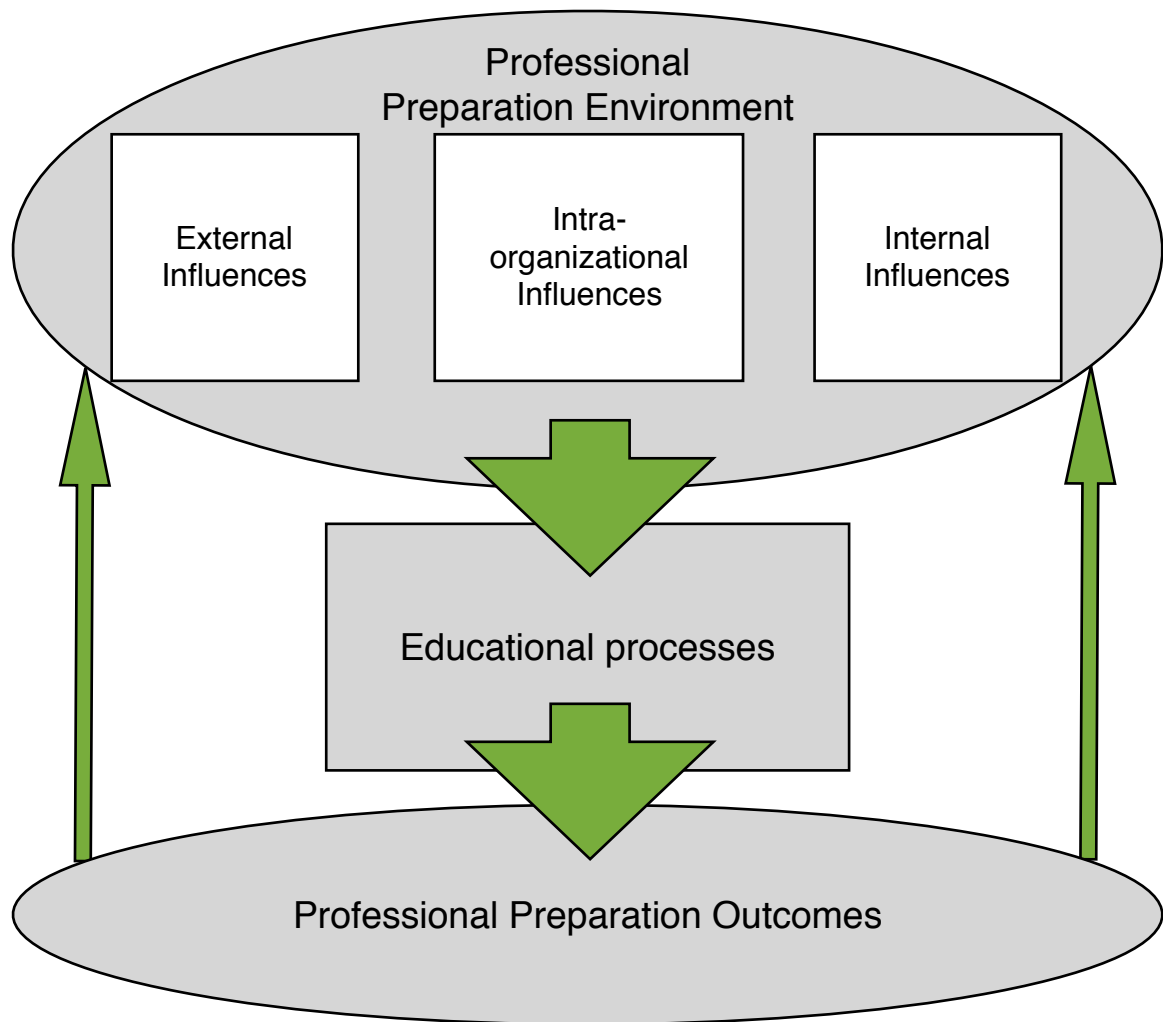 Professional
Preparation Environment
External
Influences
Intra-
organizational
Influences
Internal
Influences
Educational processes
Professional Preparation Outcomes